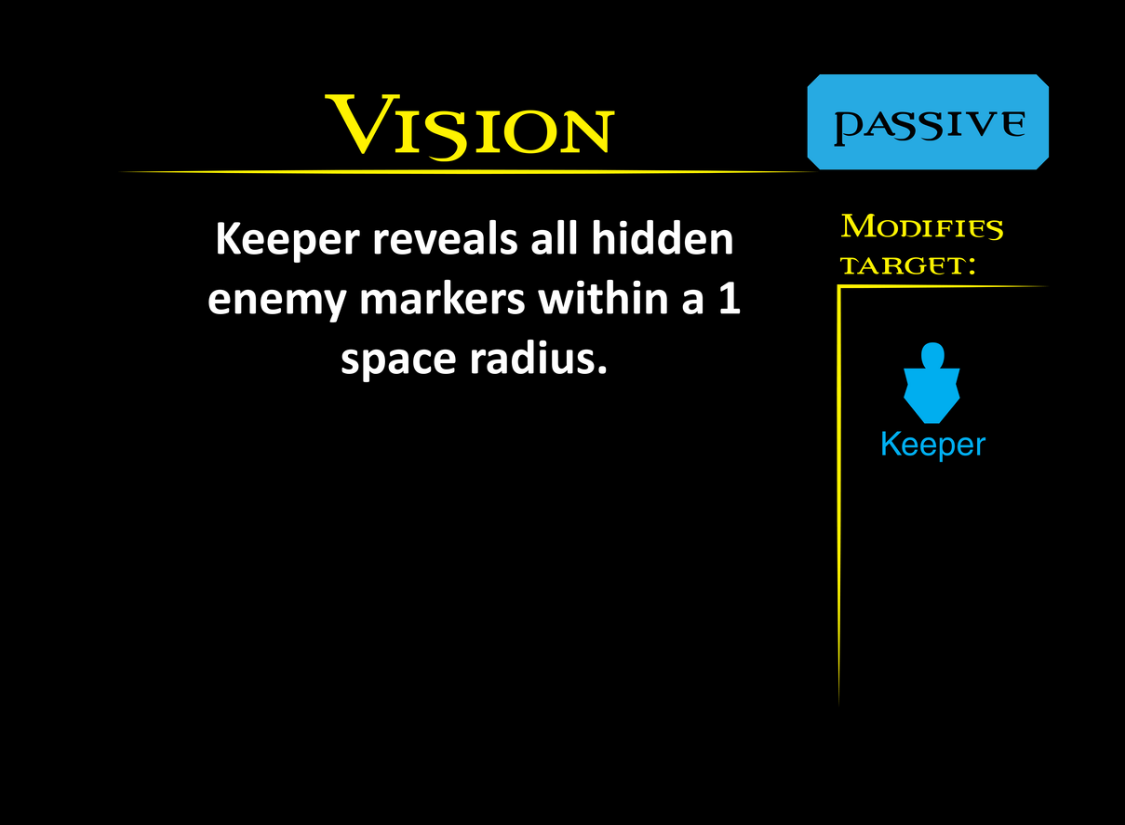 Vision
PASSIVE
Keeper reveals all hidden
enemy markers within a 1
space radius.
Modifies
target:
Keeper